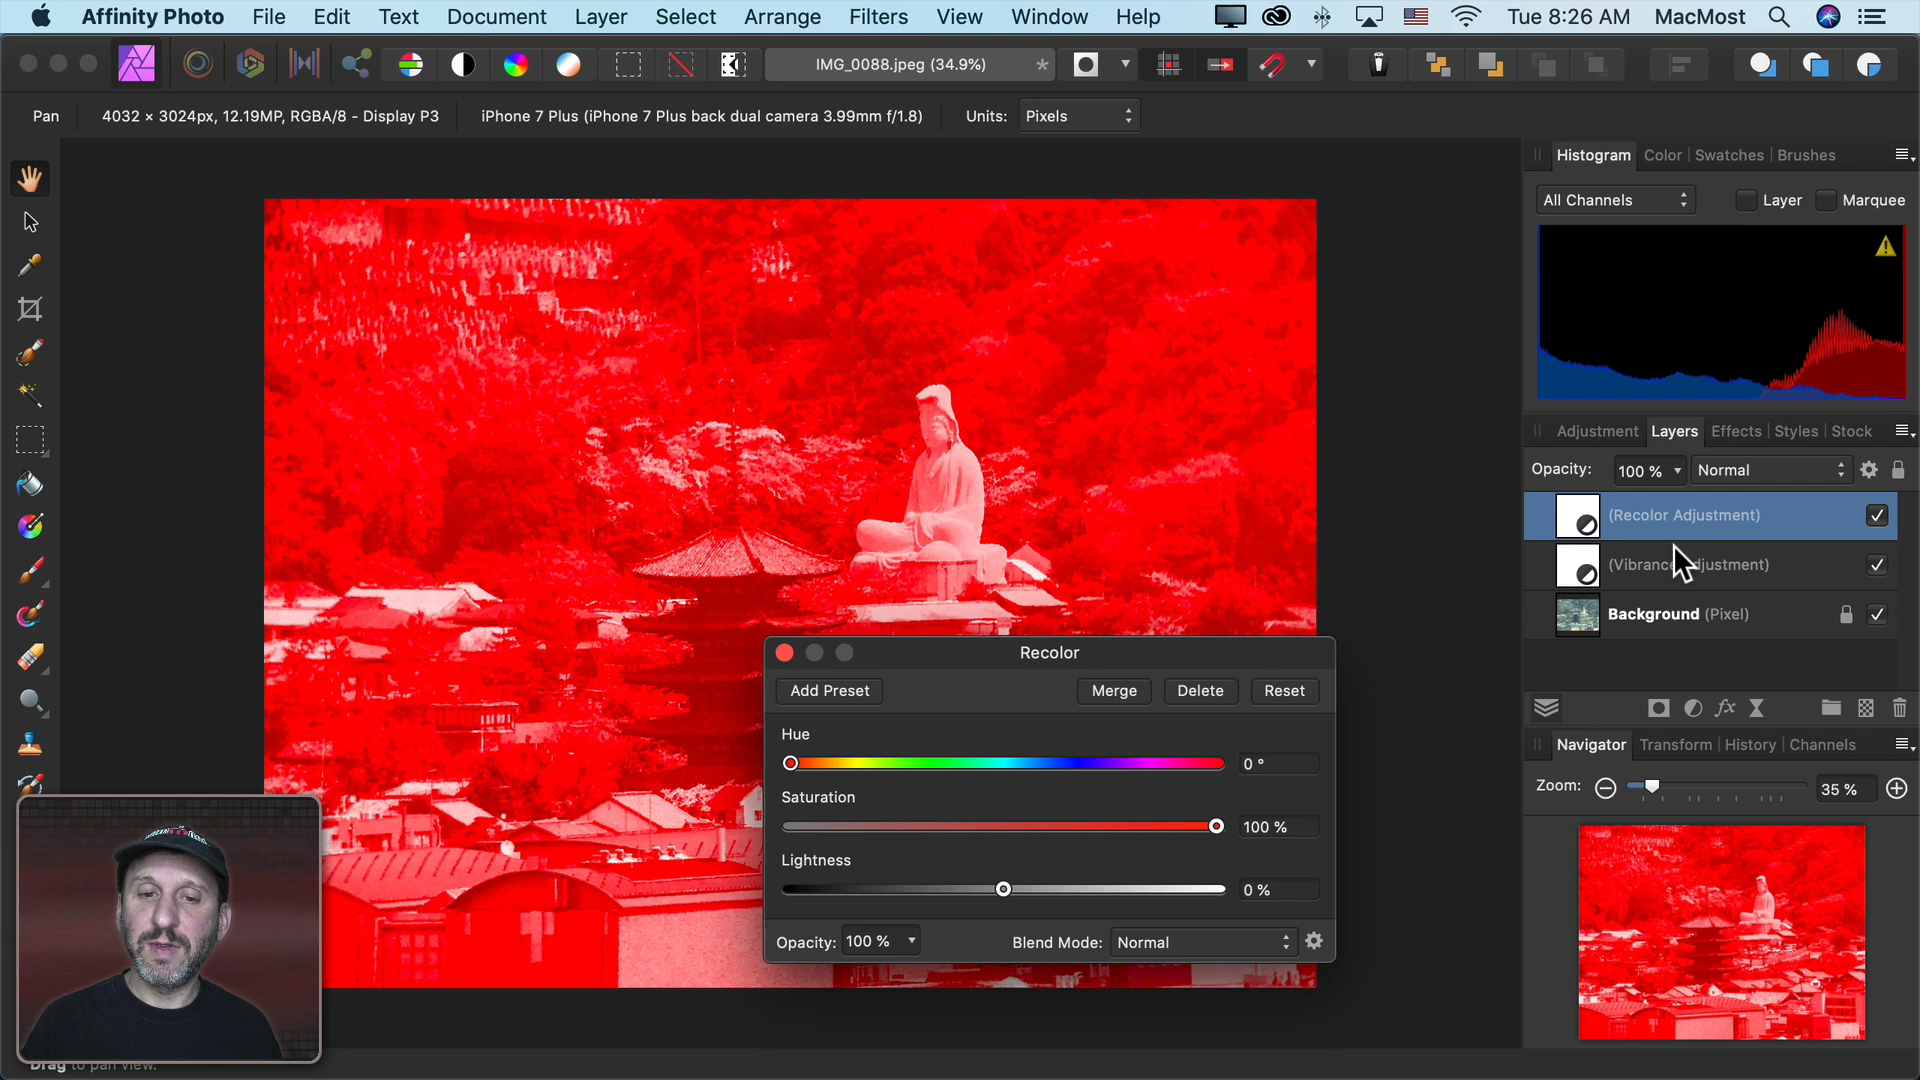 Affinity Photo File Edit Text Document Layer Select Arrange Filters View Window Help Tue 8:26 AM MacMost
IMG_0088.jpeg (34.9%) *
Pan 4032 × 3024px, 12.19MP, RGBA/8 - Display P3 iPhone 7 Plus (iPhone 7 Plus back dual camera 3.99mm f/1.8) Units: Pixels
Histogram Color Swatches Brushes
All Channels Layer Marquee
Adjustment Layers Effects Styles Stock
Opacity: 100 % Normal
(Recolor Adjustment)
(Vibrance Adjustment)
Background (Pixel)
fx
Navigator Transform History Channels
Zoom: 35 %
Recolor
Add Preset Merge Delete Reset
Hue
0 °
Saturation
100 %
Lightness
0 %
Opacity: 100 % Blend Mode: Normal
Drag to pan view.